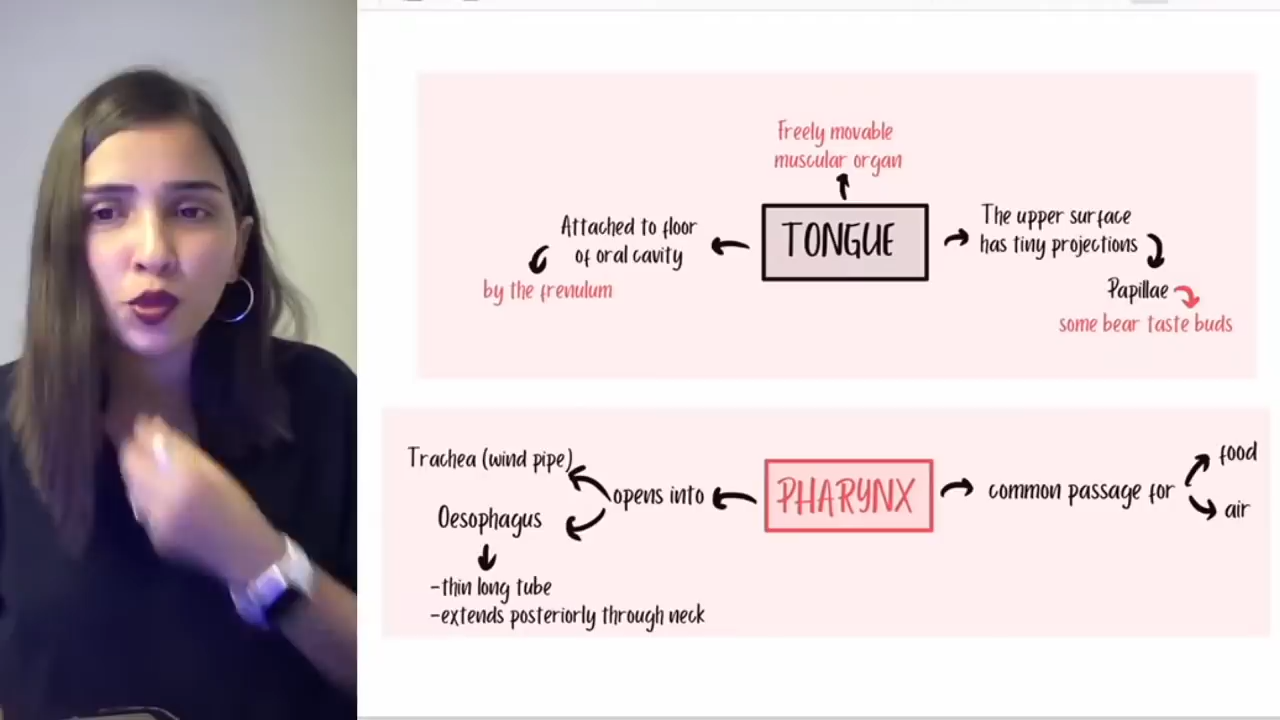 Freely movable
muscular organ
TONGUE
Attached to floor
of oral cavity
by the frenulum
The upper surface
has tiny projections
Papillae
some bear taste buds
PHARYNX
opens into
Trachea (wind pipe)
Oesophagus
-thin long tube
-extends posteriorly through neck
common passage for
food
air